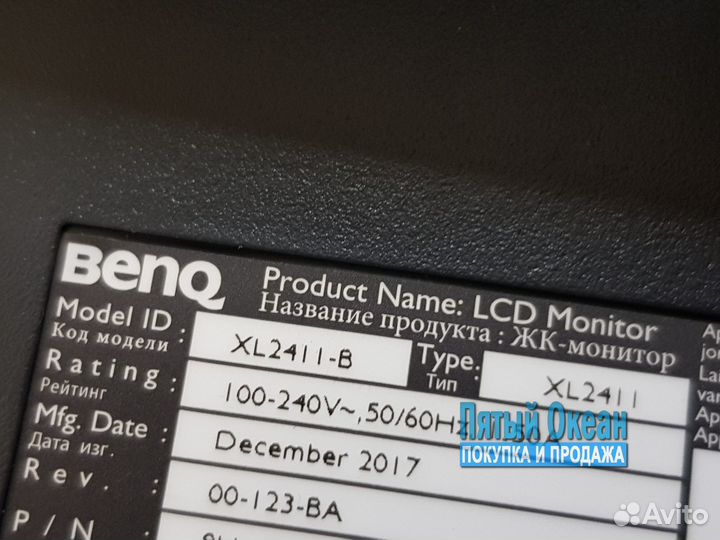 BenQ
Product Name: LCD Monitor
Название продукта : ЖК-монитор
Model ID : XL2411-B Type: XL2411
Код модели Тип
Rating : 100-240V~,50/60Hz
Рейтинг
Mfg. Date : December 2017
Дата изг.
Rev. : 00-123-BA
P/N :
Пятый Океан
ПОКУПКА И ПРОДАЖА
Avito